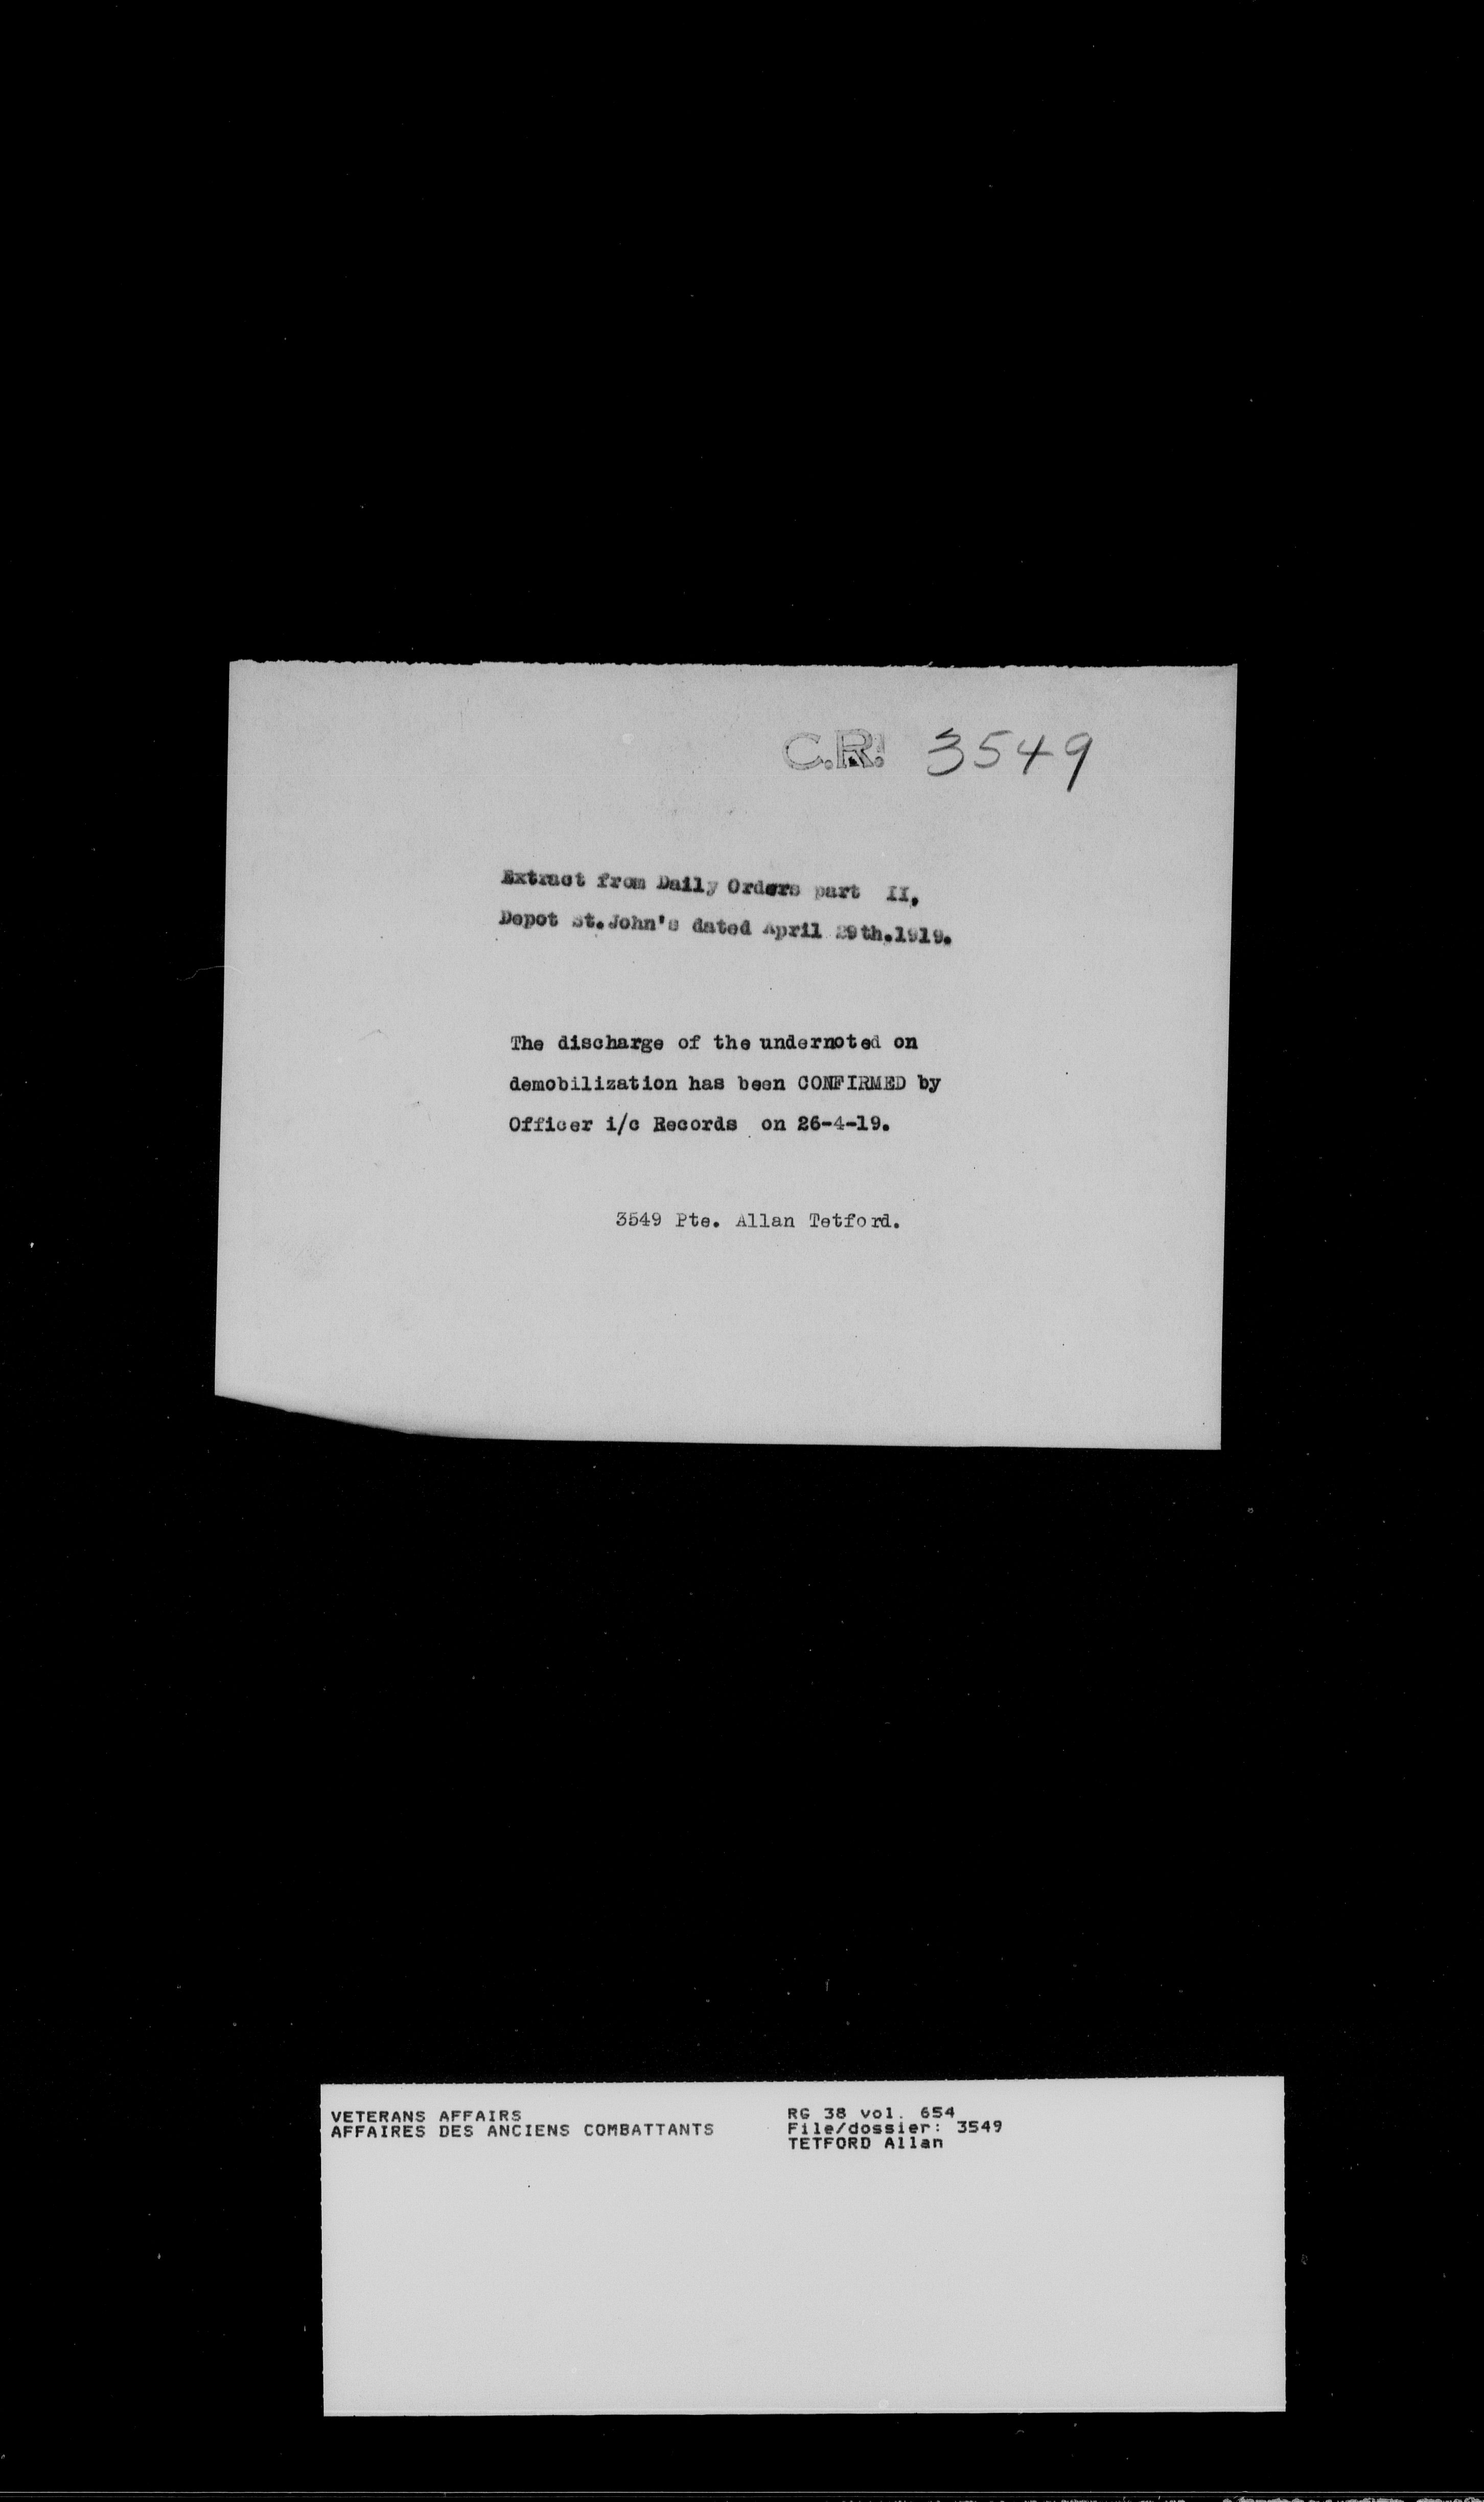 C.R. 3549
Extract from Daily Orders part II.
Depot St.John's dated April 29th.1919.
The discharge of the undernoted on
demobilization has been CONFIRMED by
Officer i/c Records on 26-4-19.
3549 Pte. Allan Tetford.
VETERANS AFFAIRS
AFFAIRES DES ANCIENS COMBATTANTS
RG 38 vol. 654
File/dossier: 3549
TETFORD Allan